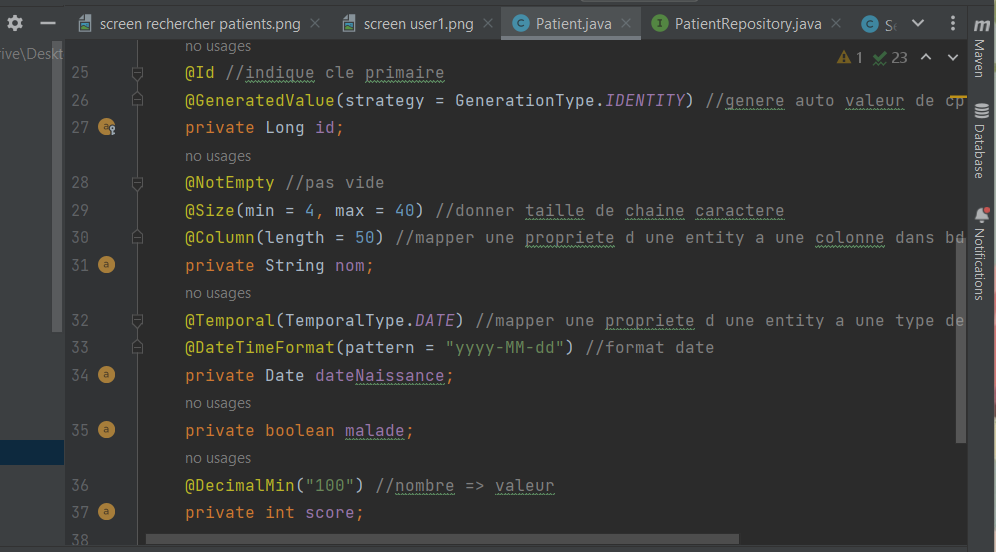 screen rechercher patients.png screen user1.png Patient.java PatientRepository.java
rive\Deskt
no usages
1 23
25 @Id //indique cle primaire
26 @GeneratedValue(strategy = GenerationType.IDENTITY) //genere auto valeur de cp
27 private Long id;
no usages
28 @NotEmpty //pas vide
29 @Size(min = 4, max = 40) //donner taille de chaine caractere
30 @Column(length = 50) //mapper une propriete d une entity a une colonne dans bd
31 private String nom;
no usages
32 @Temporal(TemporalType.DATE) //mapper une propriete d une entity a une type de
33 @DateTimeFormat(pattern = "yyyy-MM-dd") //format date
34 private Date dateNaissance;
no usages
35 private boolean malade;
no usages
36 @DecimalMin("100") //nombre => valeur
37 private int score;
38
m
Maven
Database
Notifications